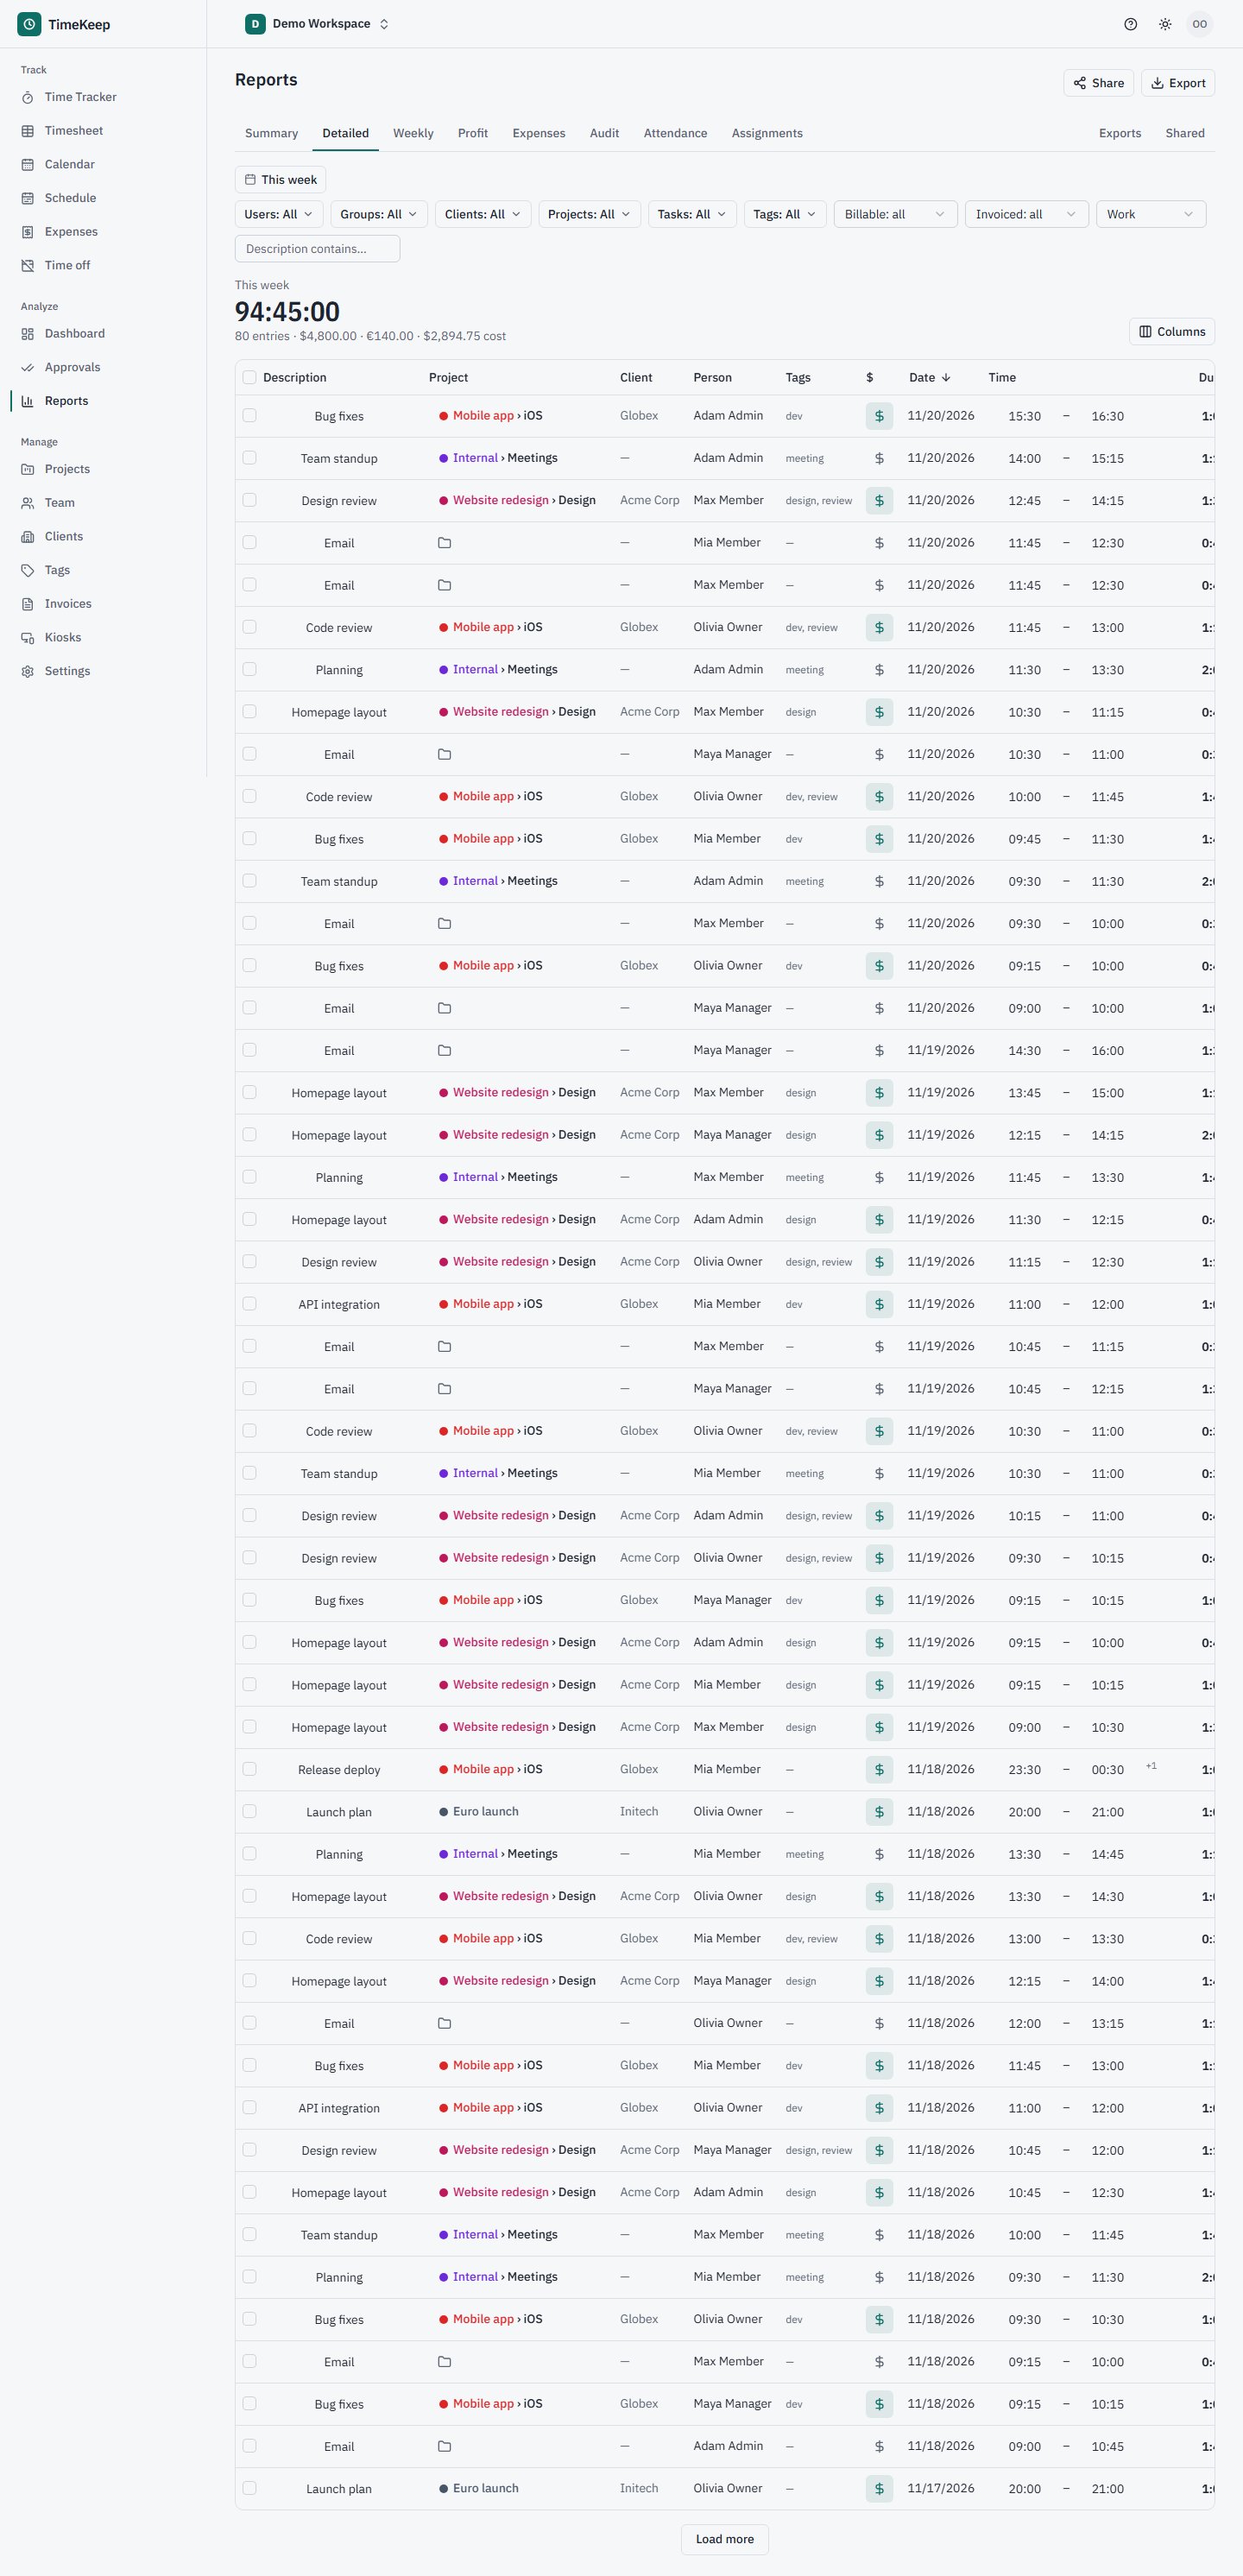 TimeKeep
D Demo Workspace
OO
Track
Time Tracker
Timesheet
Calendar
Schedule
Expenses
Time off
Analyze
Dashboard
Approvals
Reports
Manage
Projects
Team
Clients
Tags
Invoices
Kiosks
Settings
Reports
Share Export
Summary Detailed Weekly Profit Expenses Audit Attendance Assignments Exports Shared
This week
Users: All Groups: All Clients: All Projects: All Tasks: All Tags: All Billable: all Invoiced: all Work
Description contains...
This week
94:45:00
80 entries · $4,800.00 · €140.00 · $2,894.75 cost
Columns
Description Project Client Person Tags $ Date Time
Bug fixes Mobile app › iOS Globex Adam Admin dev $ 11/20/2026 15:30 – 16:30
Team standup Internal › Meetings — Adam Admin meeting $ 11/20/2026 14:00 – 15:15
Design review Website redesign › Design Acme Corp Max Member design, review $ 11/20/2026 12:45 – 14:15
Email — Mia Member — $ 11/20/2026 11:45 – 12:30
Email — Max Member — $ 11/20/2026 11:45 – 12:30
Code review Mobile app › iOS Globex Olivia Owner dev, review $ 11/20/2026 11:45 – 13:00
Planning Internal › Meetings — Adam Admin meeting $ 11/20/2026 11:30 – 13:30
Homepage layout Website redesign › Design Acme Corp Max Member design $ 11/20/2026 10:30 – 11:15
Email — Maya Manager — $ 11/20/2026 10:30 – 11:00
Code review Mobile app › iOS Globex Olivia Owner dev, review $ 11/20/2026 10:00 – 11:45
Bug fixes Mobile app › iOS Globex Mia Member dev $ 11/20/2026 09:45 – 11:30
Team standup Internal › Meetings — Adam Admin meeting $ 11/20/2026 09:30 – 11:30
Email — Max Member — $ 11/20/2026 09:30 – 10:00
Bug fixes Mobile app › iOS Globex Olivia Owner dev $ 11/20/2026 09:15 – 10:00
Email — Maya Manager — $ 11/20/2026 09:00 – 10:00
Email — Maya Manager — $ 11/19/2026 14:30 – 16:00
Homepage layout Website redesign › Design Acme Corp Max Member design $ 11/19/2026 13:45 – 15:00
Homepage layout Website redesign › Design Acme Corp Maya Manager design $ 11/19/2026 12:15 – 14:15
Planning Internal › Meetings — Max Member meeting $ 11/19/2026 11:45 – 13:30
Homepage layout Website redesign › Design Acme Corp Adam Admin design $ 11/19/2026 11:30 – 12:15
Design review Website redesign › Design Acme Corp Olivia Owner design, review $ 11/19/2026 11:15 – 12:30
API integration Mobile app › iOS Globex Mia Member dev $ 11/19/2026 11:00 – 12:00
Email — Max Member — $ 11/19/2026 10:45 – 11:15
Email — Maya Manager — $ 11/19/2026 10:45 – 12:15
Code review Mobile app › iOS Globex Olivia Owner dev, review $ 11/19/2026 10:30 – 11:00
Team standup Internal › Meetings — Mia Member meeting $ 11/19/2026 10:30 – 11:00
Design review Website redesign › Design Acme Corp Adam Admin design, review $ 11/19/2026 10:15 – 11:00
Design review Website redesign › Design Acme Corp Olivia Owner design, review $ 11/19/2026 09:30 – 10:15
Bug fixes Mobile app › iOS Globex Maya Manager dev $ 11/19/2026 09:15 – 10:15
Homepage layout Website redesign › Design Acme Corp Adam Admin design $ 11/19/2026 09:15 – 10:00
Homepage layout Website redesign › Design Acme Corp Mia Member design $ 11/19/2026 09:15 – 10:15
Homepage layout Website redesign › Design Acme Corp Max Member design $ 11/19/2026 09:00 – 10:30
Release deploy Mobile app › iOS Globex Mia Member — $ 11/18/2026 23:30 – 00:30 +1
Launch plan Euro launch Initech Olivia Owner — $ 11/18/2026 20:00 – 21:00
Planning Internal › Meetings — Mia Member meeting $ 11/18/2026 13:30 – 14:45
Homepage layout Website redesign › Design Acme Corp Olivia Owner design $ 11/18/2026 13:30 – 14:30
Code review Mobile app › iOS Globex Mia Member dev, review $ 11/18/2026 13:00 – 13:30
Homepage layout Website redesign › Design Acme Corp Maya Manager design $ 11/18/2026 12:15 – 14:00
Email — Olivia Owner — $ 11/18/2026 12:00 – 13:15
Bug fixes Mobile app › iOS Globex Mia Member dev $ 11/18/2026 11:45 – 13:00
API integration Mobile app › iOS Globex Olivia Owner dev $ 11/18/2026 11:00 – 12:00
Design review Website redesign › Design Acme Corp Maya Manager design, review $ 11/18/2026 10:45 – 12:00
Homepage layout Website redesign › Design Acme Corp Adam Admin design $ 11/18/2026 10:45 – 12:30
Team standup Internal › Meetings — Max Member meeting $ 11/18/2026 10:00 – 11:45
Planning Internal › Meetings — Mia Member meeting $ 11/18/2026 09:30 – 11:30
Bug fixes Mobile app › iOS Globex Olivia Owner dev $ 11/18/2026 09:30 – 10:30
Email — Max Member — $ 11/18/2026 09:15 – 10:00
Bug fixes Mobile app › iOS Globex Maya Manager dev $ 11/18/2026 09:15 – 10:15
Email — Adam Admin — $ 11/18/2026 09:00 – 10:45
Launch plan Euro launch Initech Olivia Owner — $ 11/17/2026 20:00 – 21:00
Load more